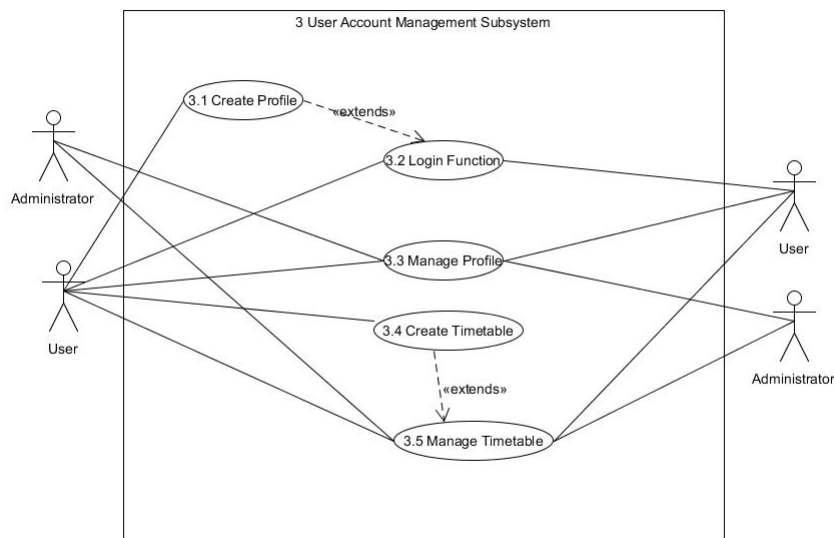 3 User Account Management Subsystem
3.1 Create Profile
«extends»
3.2 Login Function
Administrator
User
3.3 Manage Profile
3.4 Create Timetable
User
Administrator
«extends»
3.5 Manage Timetable